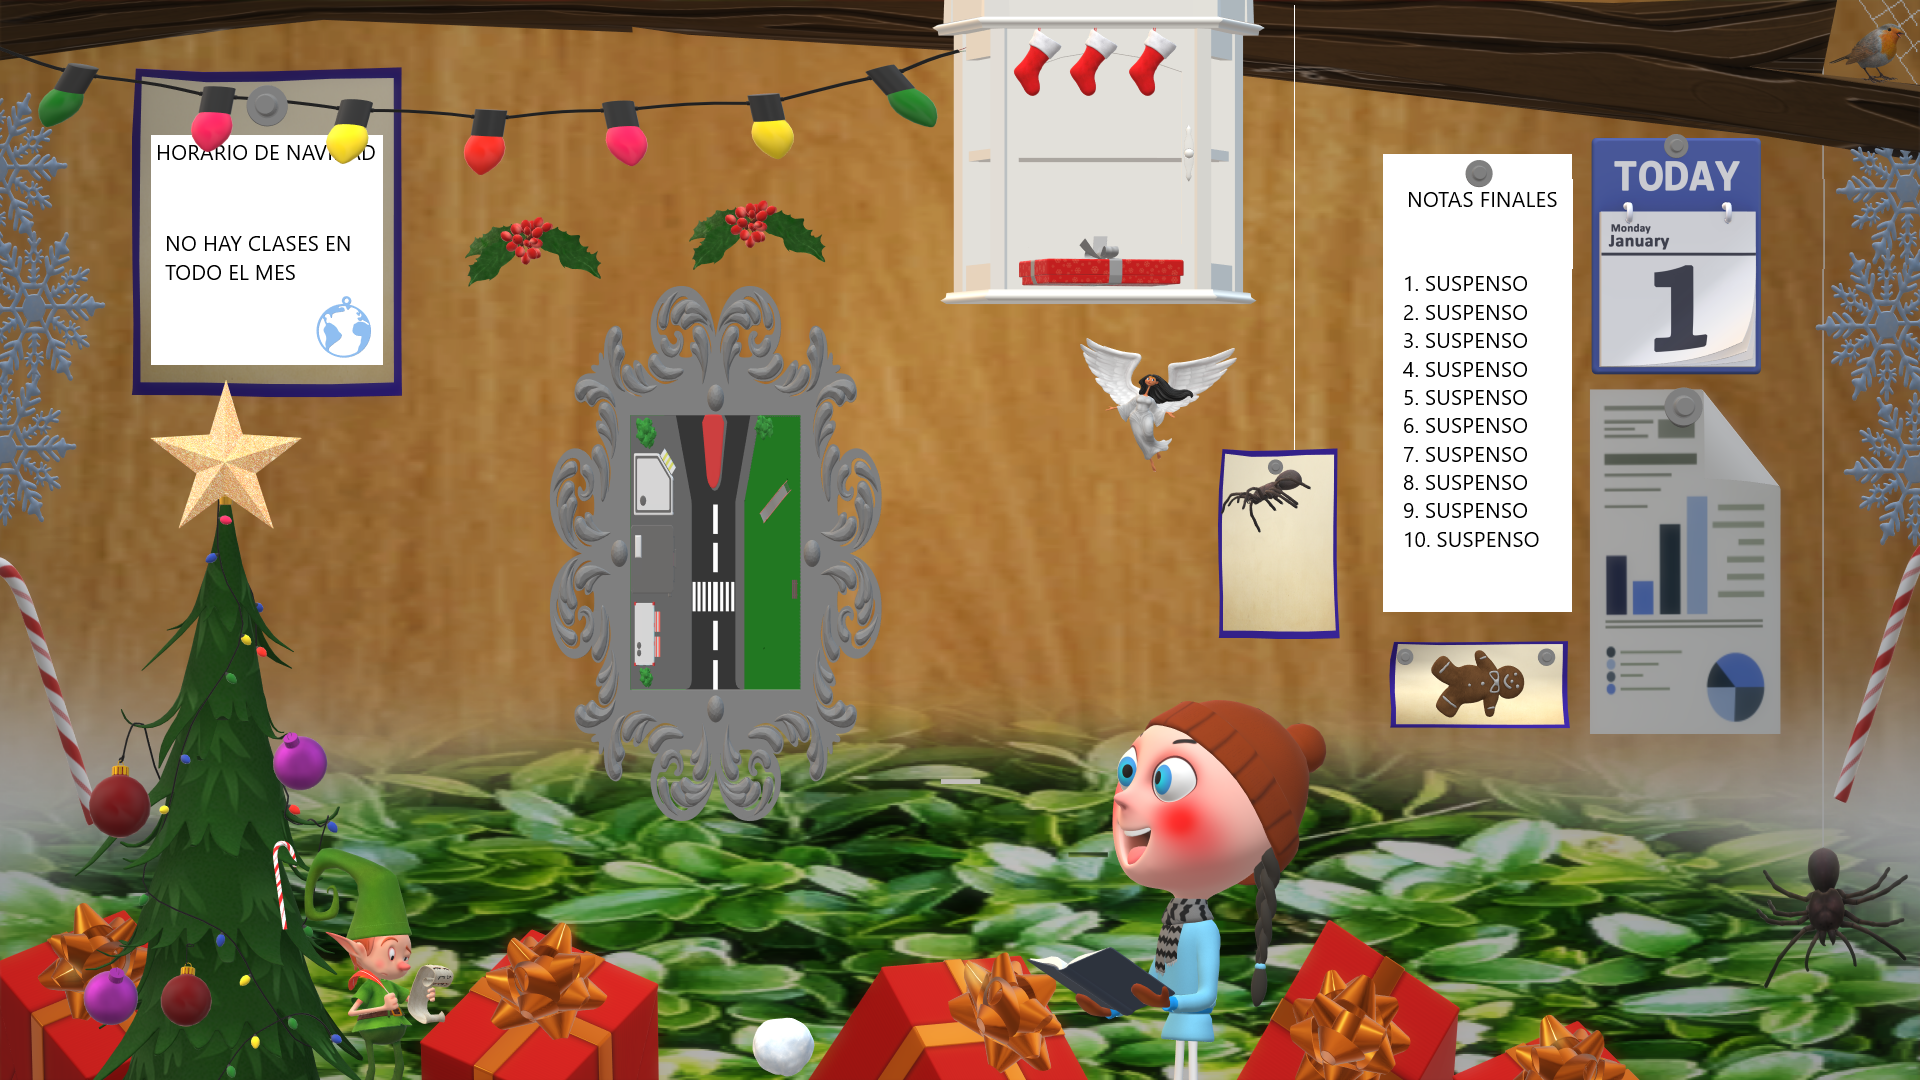 HORARIO DE NAVIDAD
NO HAY CLASES EN
TODO EL MES
NOTAS FINALES
1. SUSPENSO
2. SUSPENSO
3. SUSPENSO
4. SUSPENSO
5. SUSPENSO
6. SUSPENSO
7. SUSPENSO
8. SUSPENSO
9. SUSPENSO
10. SUSPENSO
TODAY
Monday
January
1